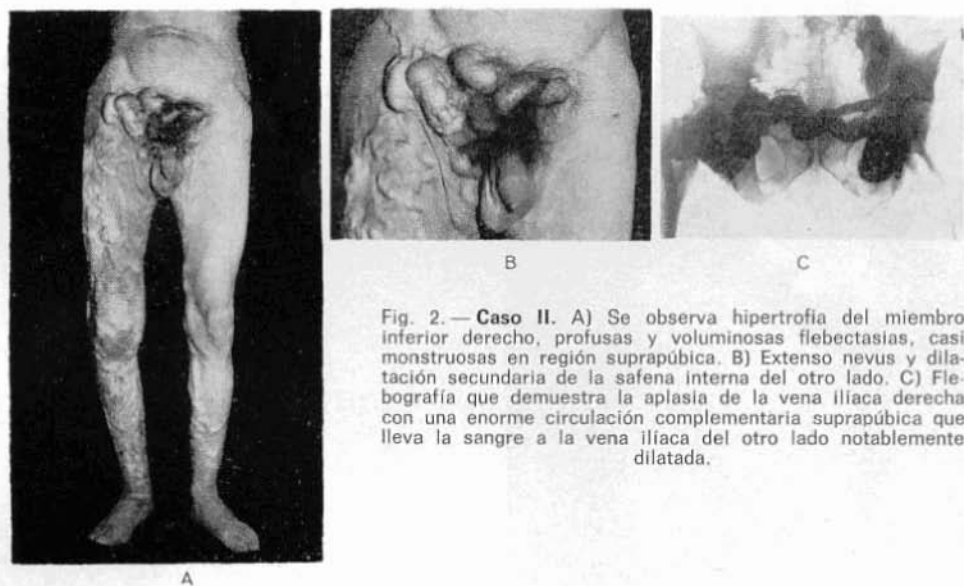 B
C
Fig. 2. — Caso II. A) Se observa hipertrofia del miembro
inferior derecho, profusas y voluminosas flebectasias, casi
monstruosas en región suprapúbica. B) Extenso nevus y dila-
tación secundaria de la safena interna del otro lado. C) Fle-
bografía que demuestra la aplasia de la vena ilíaca derecha
con una enorme circulación complementaria suprapúbica que
lleva la sangre a la vena ilíaca del otro lado notablemente
dilatada.
A